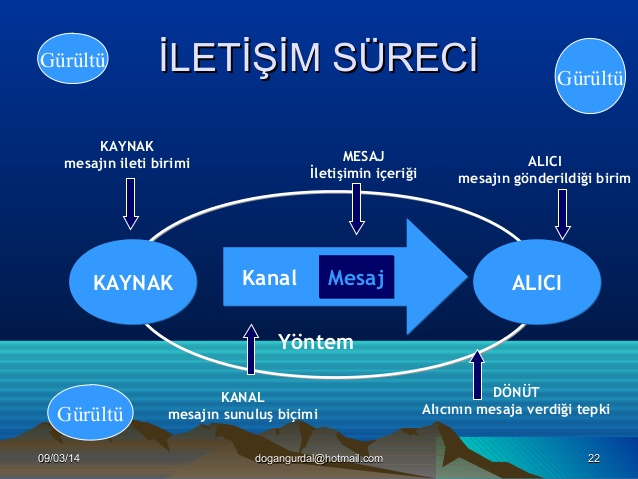 Gürültü
İLETİŞİM SÜRECİ
Gürültü
KAYNAK
mesajın ileti birimi
MESAJ
İletişimin içeriği
ALICI
mesajın gönderildiği birim
KAYNAK
Kanal
Mesaj
ALICI
Yöntem
KANAL
mesajın sunuluş biçimi
DÖNÜT
Alıcının mesaja verdiği tepki
Gürültü
09/03/14
dogangurdal@hotmail.com
22